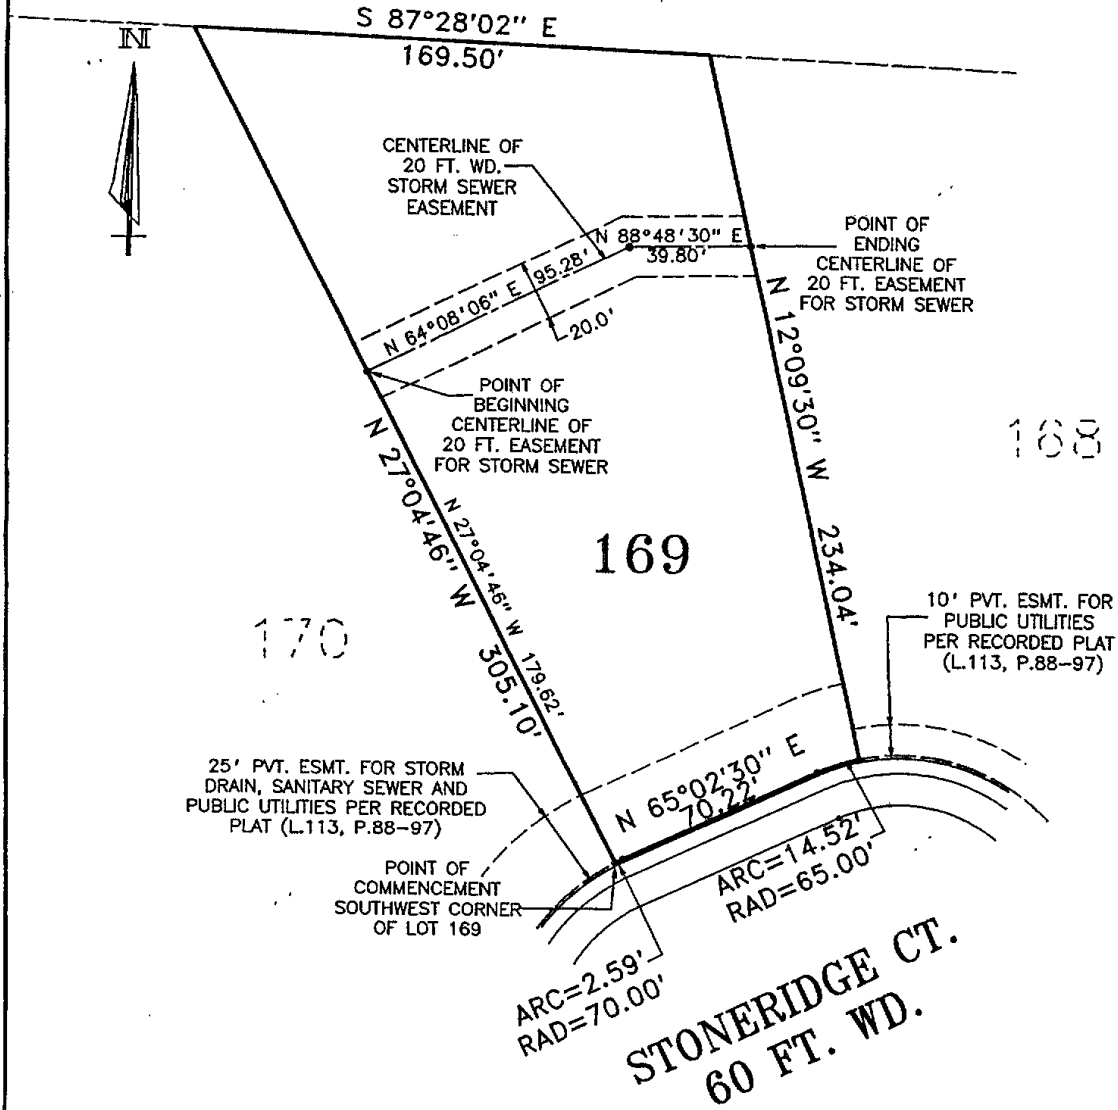 S 87°28'02" E
169.50'
N
CENTERLINE OF
20 FT. WD.
STORM SEWER
EASEMENT
N 88°48'30" E
39.80'
POINT OF
ENDING
CENTERLINE OF
20 FT. EASEMENT
FOR STORM SEWER
N 64°08'06" E 95.28'
20.0'
POINT OF
BEGINNING
CENTERLINE OF
20 FT. EASEMENT
FOR STORM SEWER
N 12°09'30" W 234.04'
168
N 27°04'46" W 305.10'
N 27°04'46" W 179.62'
169
170
10' PVT. ESMT. FOR
PUBLIC UTILITIES
PER RECORDED PLAT
(L.113, P.88-97)
25' PVT. ESMT. FOR STORM
DRAIN, SANITARY SEWER AND
PUBLIC UTILITIES PER RECORDED
PLAT (L.113, P.88-97)
N 65°02'30" E
70.22'
POINT OF
COMMENCEMENT
SOUTHWEST CORNER
OF LOT 169
ARC=14.52'
RAD=65.00'
ARC=2.59'
RAD=70.00'
STONERIDGE CT.
60 FT. WD.